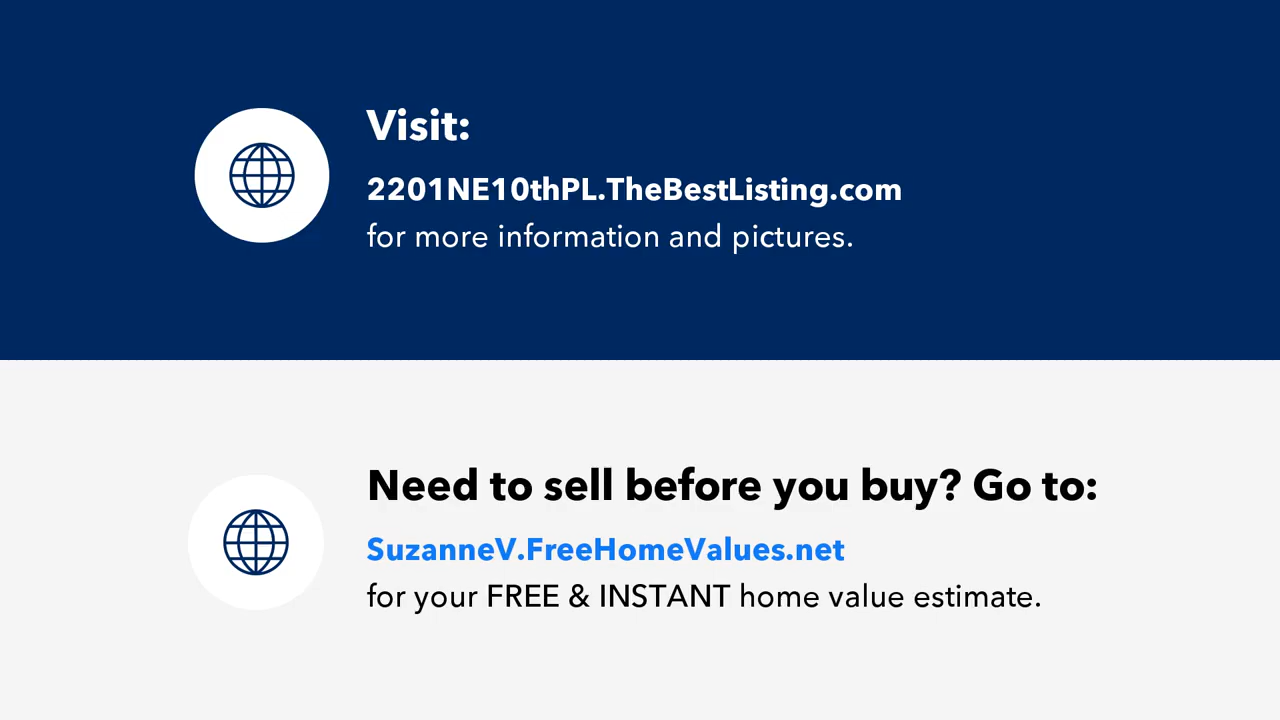 Visit:
2201NE10thPL.TheBestListing.com
for more information and pictures.
Need to sell before you buy? Go to:
SuzanneV.FreeHomeValues.net
for your FREE & INSTANT home value estimate.